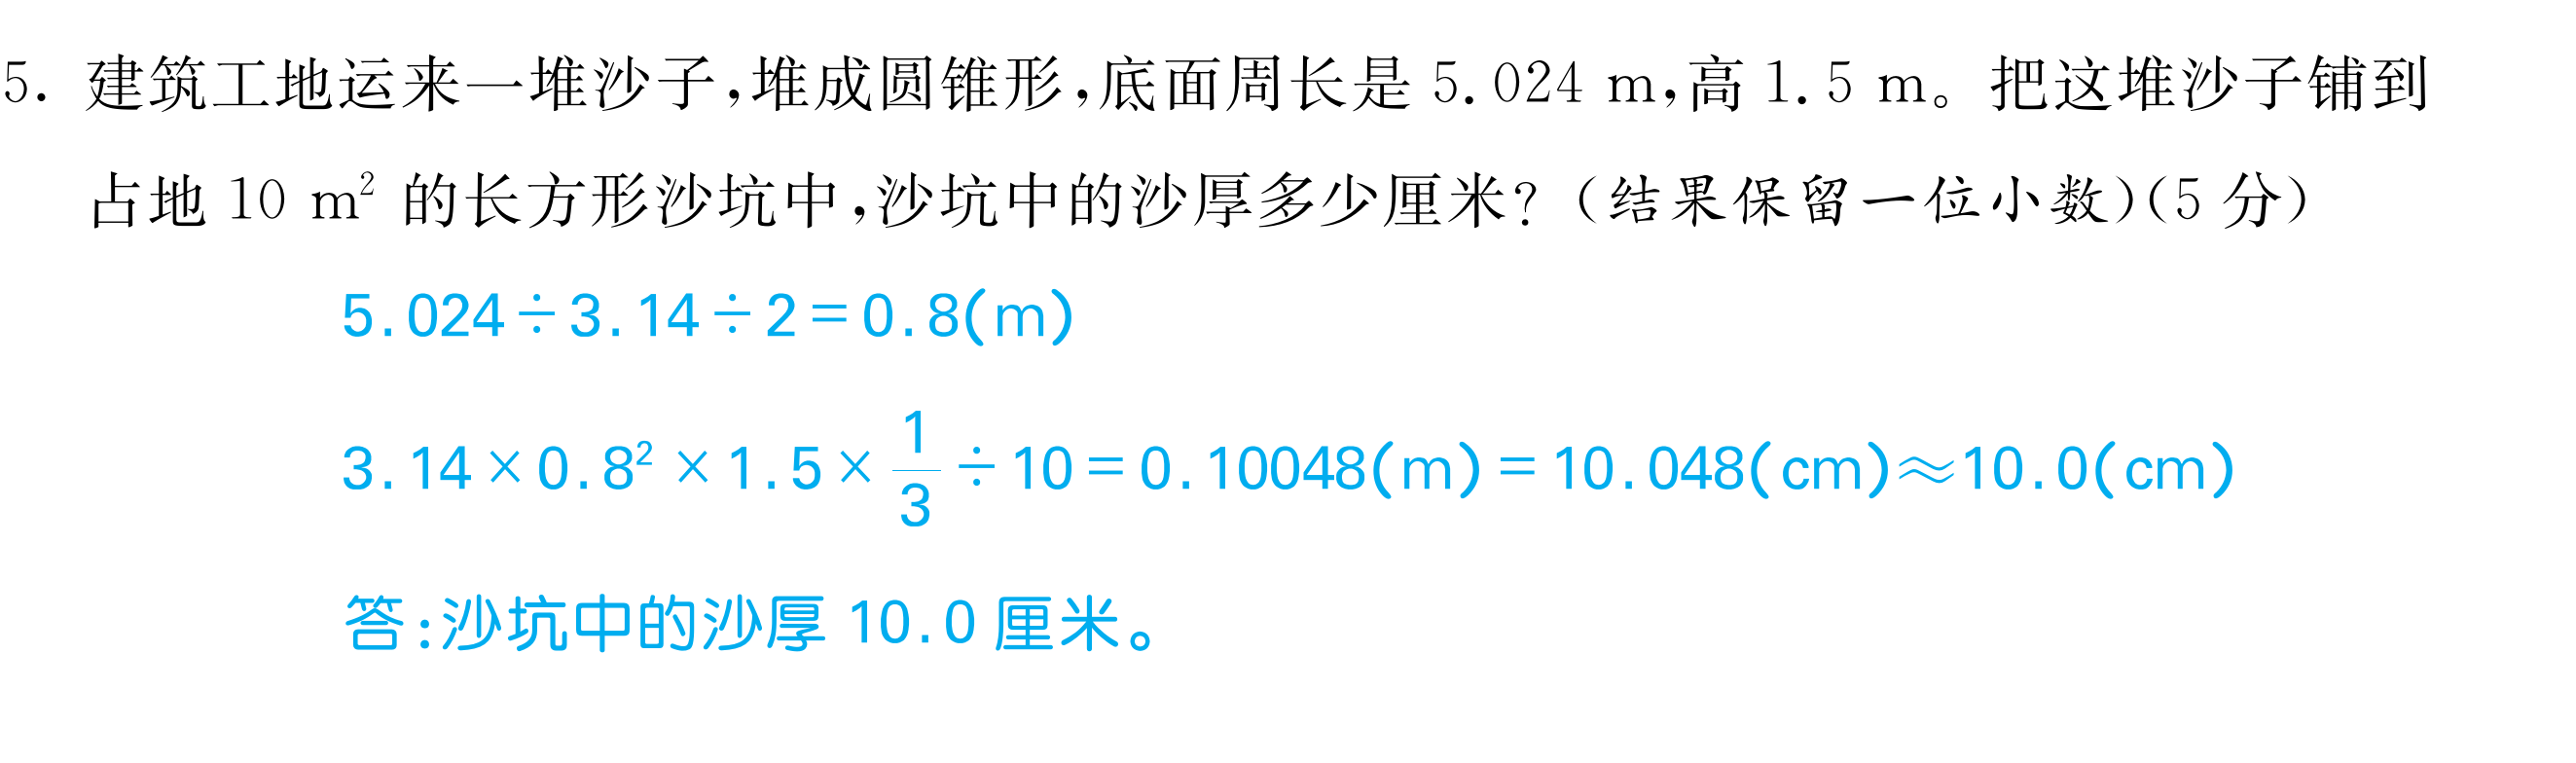 5. 建筑工地运来一堆沙子,堆成圆锥形,底面周长是 5.024 m,高 1.5 m。把这堆沙子铺到
占地 10 m² 的长方形沙坑中,沙坑中的沙厚多少厘米?(结果保留一位小数)(5 分)
5.024÷3.14÷2=0.8(m)
3.14×0.8²×1.5×1/3÷10=0.10048(m)=10.048(cm)≈10.0(cm)
答:沙坑中的沙厚 10.0 厘米。